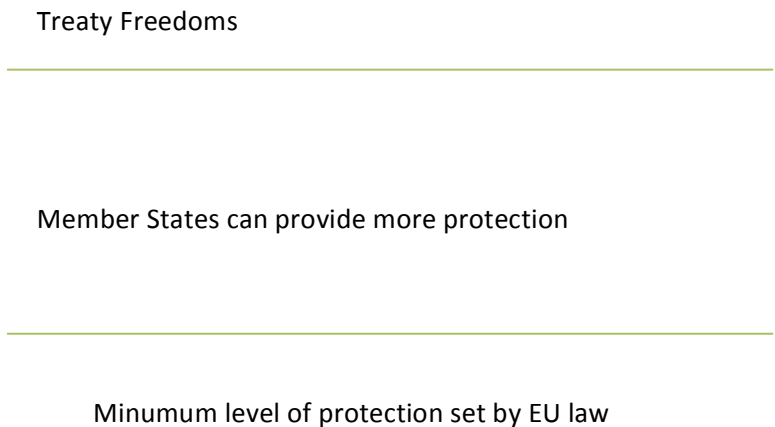 Treaty Freedoms
Member States can provide more protection
Minumum level of protection set by EU law